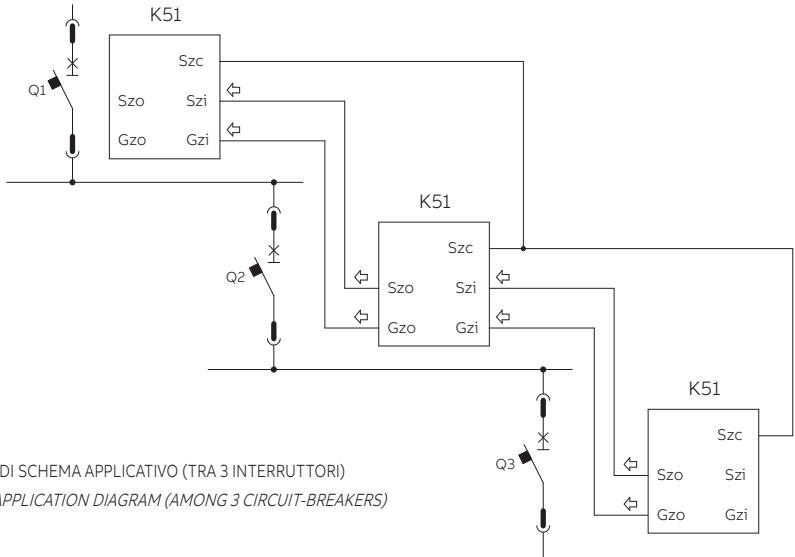 K51
Szc
Q1
Szo Szi
Gzo Gzi
K51
Szc
Q2
Szo Szi
Gzo Gzi
K51
Szc
Q3
Szo Szi
Gzo Gzi
DI SCHEMA APPLICATIVO (TRA 3 INTERRUTTORI)
APPLICATION DIAGRAM (AMONG 3 CIRCUIT-BREAKERS)